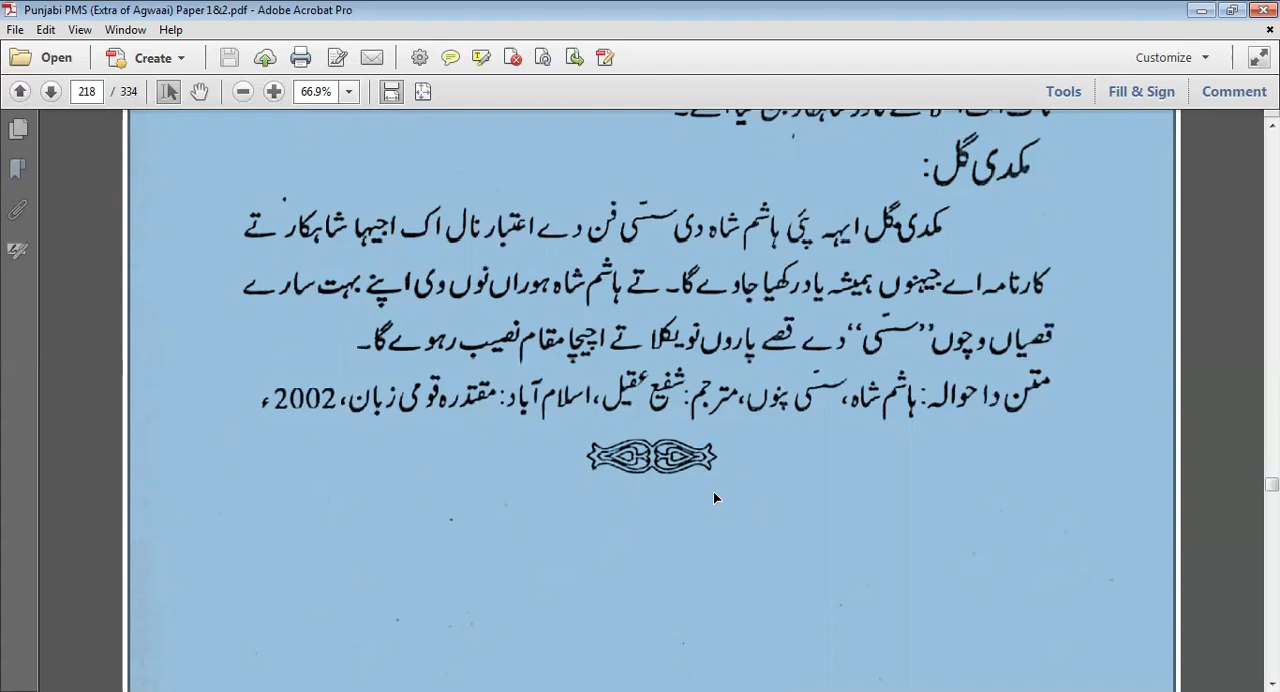 Punjabi PMS (Extra of Agwaai) Paper 1&2.pdf - Adobe Acrobat Pro
File Edit View Window Help
Open Create Customize
218 / 334 66.9% Tools Fill & Sign Comment
مکدی گل:
مکدی گل ایہہ پئی ہاشم شاہ دی سسّی فن دے اعتبار نال اک اجیہا شاہکار تے
کارنامہ اے جیہنوں ہمیشہ یاد رکھیا جاوے گا۔ تے ہاشم شاہ ہوراں نوں وی اپنے بہت سارے
قصیاں وچوں ”سسّی“ دے قصے پاروں نویکلا تے اچیچا مقام نصیب رہوے گا۔
متن دا حوالہ: ہاشم شاہ، سسّی پنوں، مترجم: شفیع عقیل، اسلام آباد: مقتدرہ قومی زبان، 2002ء